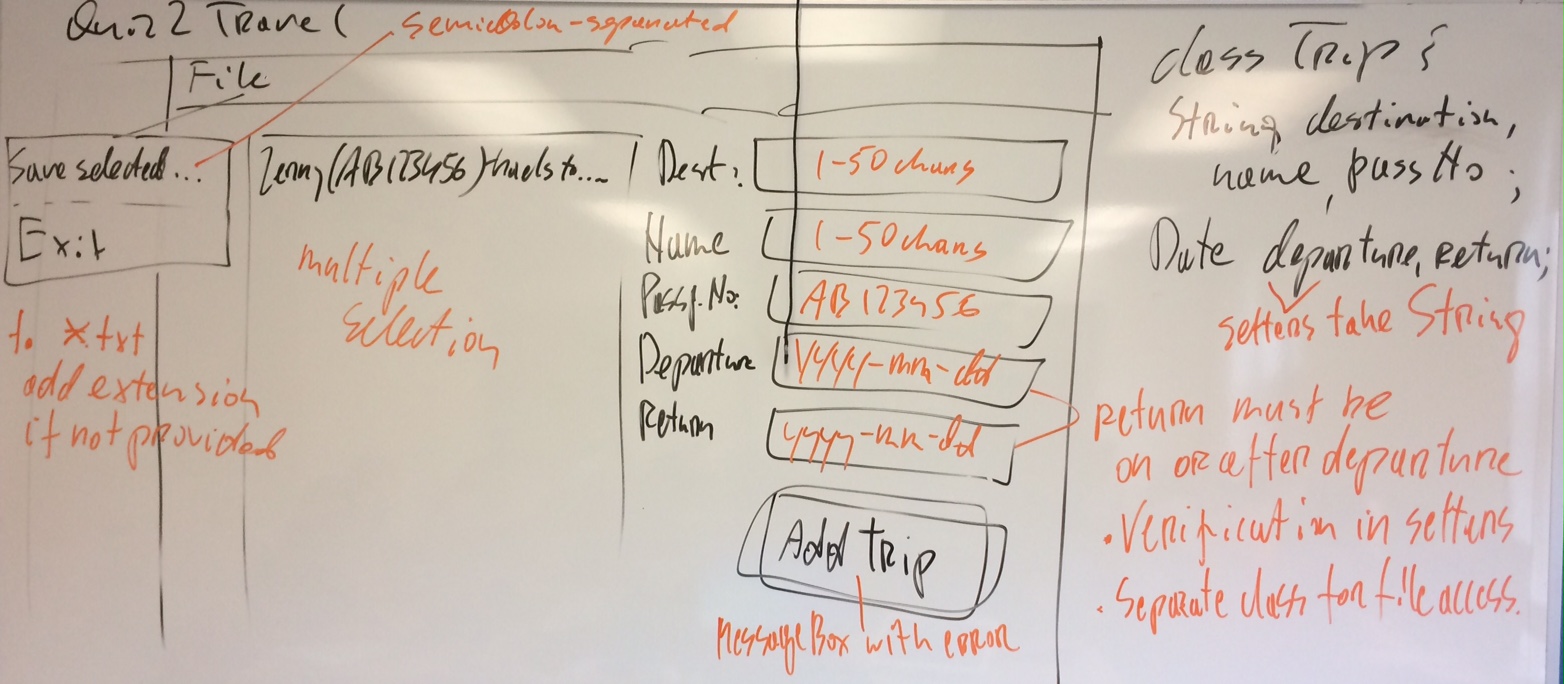 Quiz 2 Travel
semicolon-separated
File
Save selected...
Exit
Jenny (AB123456) travels to....
multiple
selection
f. *.txt
add extension
if not provided
Dest:
1-50 chars
Name
1-50 chars
Passp. No:
AB 123456
Departure
yyyy-mm-dd
Return
yyyy-mm-dd
Add trip
MessageBox with error
class Trip {
String destination,
name, passNo ;
Date departure, return;
setters take String
return must be
on or after departure
• Verification in setters
• Separate class for file access.